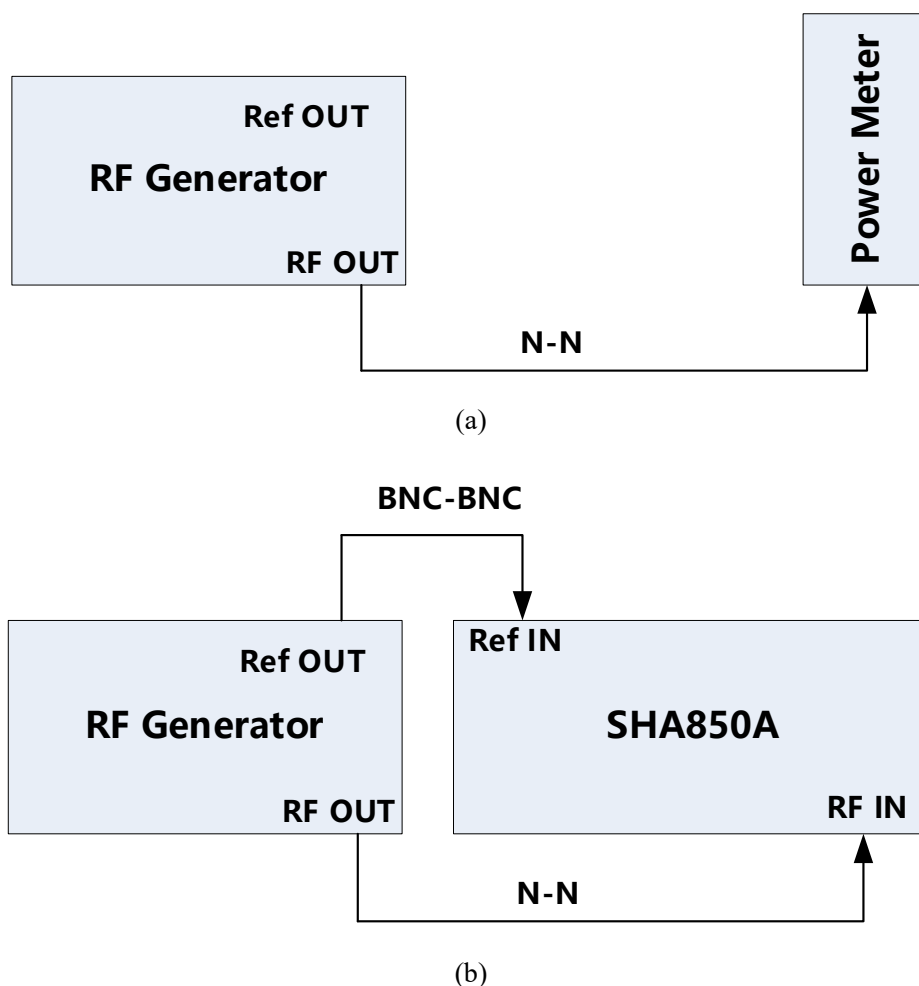 Ref OUT
RF Generator
RF OUT
Power Meter
N-N
(a)
BNC-BNC
Ref OUT
RF Generator
RF OUT
Ref IN
SHA850A
RF IN
N-N
(b)